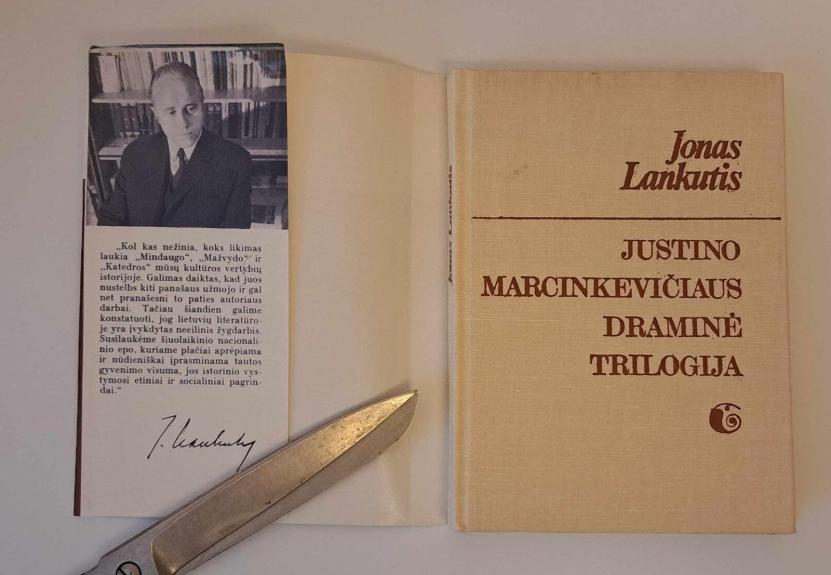 „Kol kas nežinia, koks likimas
laukia „Mindaugo“, „Mažvydo“ ir
„Katedros“ mūsų kultūros vertybių
istorijoje. Galimas daiktas, kad juos
nustelbs kiti panašaus užmojo ir gal
net pranašesni to paties autoriaus
darbai. Tačiau šiandien galime
konstatuoti, jog lietuvių literatūro-
je yra įvykdytas neeilinis žygdarbis.
Susilaukėme šiuolaikinio nacionali-
nio epo, kuriame plačiai aprėpiama
ir nūdieniškai įprasminama tautos
gyvenimo visuma, jos istorinio vys-
tymosi etiniai ir socialiniai pagrin-
dai.“
J. Lankutis
Jonas Lankutis
Jonas
Lankutis
JUSTINO
MARCINKEVIČIAUS
DRAMINĖ
TRILOGIJA